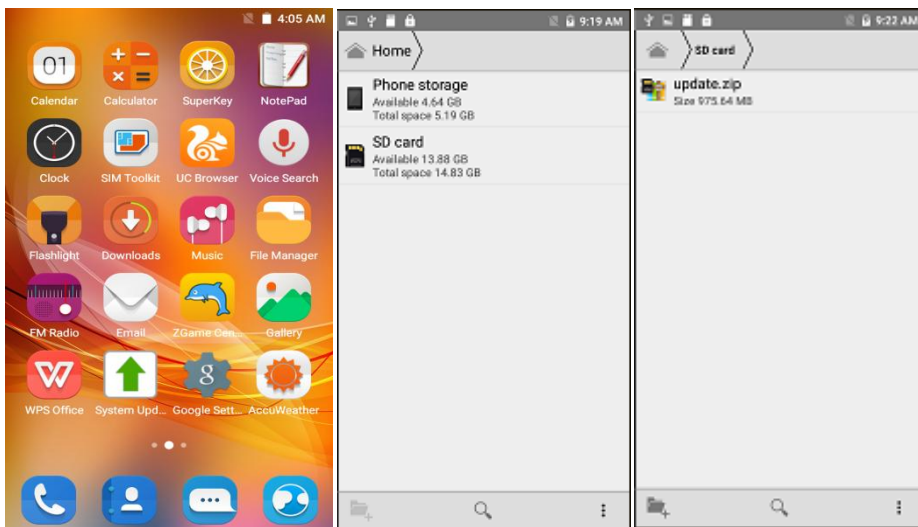 4:05 AM
01
Calendar
Calculator
SuperKey
NotePad
Clock
SIM Toolkit
UC Browser
Voice Search
Flashlight
Downloads
Music
File Manager
FM Radio
Email
ZGame Cen...
Gallery
W
8
WPS Office
System Upd...
Google Sett...
AccuWeather
9:19 AM
Home
Phone storage
Available 4.64 GB
Total space 5.19 GB
SD card
Available 13.88 GB
Total space 14.83 GB
9:22 AM
SD card
update.zip
Size 975.64 MB